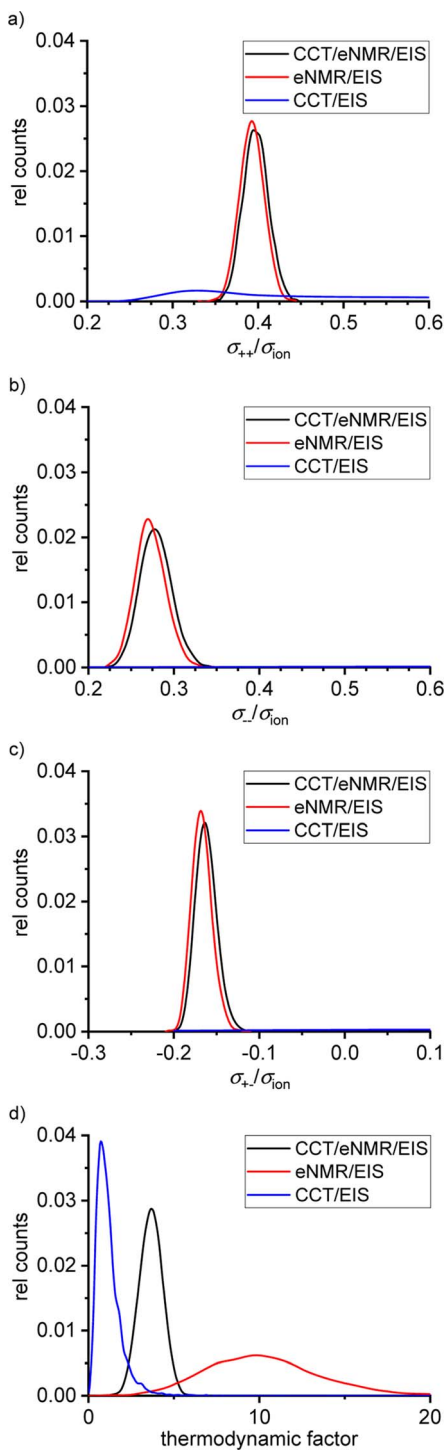 a)
0.04
CCT/eNMR/EIS
eNMR/EIS
CCT/EIS
0.03
rel counts
0.02
0.01
0.00
0.2 0.3 0.4 0.5 0.6
σ++/σion
b)
0.04
CCT/eNMR/EIS
eNMR/EIS
CCT/EIS
0.03
rel counts
0.02
0.01
0.00
0.2 0.3 0.4 0.5 0.6
σ--/σion
c)
0.04
CCT/eNMR/EIS
eNMR/EIS
CCT/EIS
0.03
rel counts
0.02
0.01
0.00
-0.3 -0.2 -0.1 0.0 0.1
σ+-/σion
d)
0.04
CCT/eNMR/EIS
eNMR/EIS
CCT/EIS
0.03
rel counts
0.02
0.01
0.00
0 10 20
thermodynamic factor